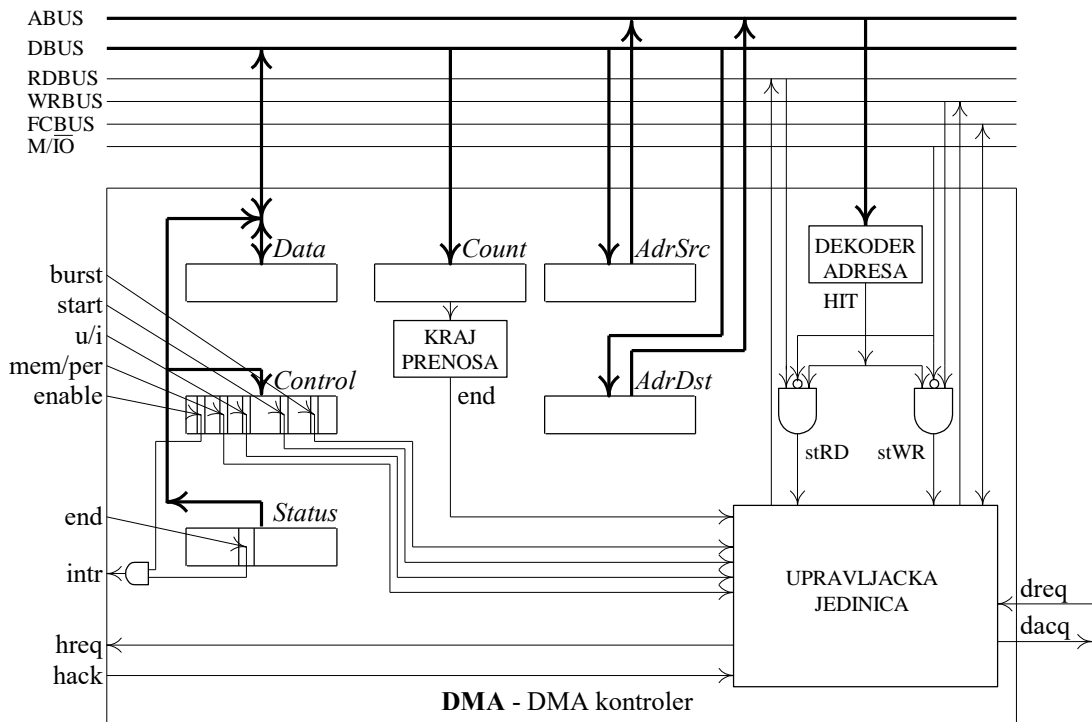 ABUS
DBUS
RDBUS
WRBUS
FCBUS
M/I̅O̅
Data
Count
AdrSrc
DEKODER
ADRESA
HIT
burst
start
u/i
mem/per
enable
KRAJ
PRENOSA
end
Control
AdrDst
stRD
stWR
end
Status
intr
UPRAVLJACKA
JEDINICA
dreq
dacq
hreq
hack
DMA - DMA kontroler